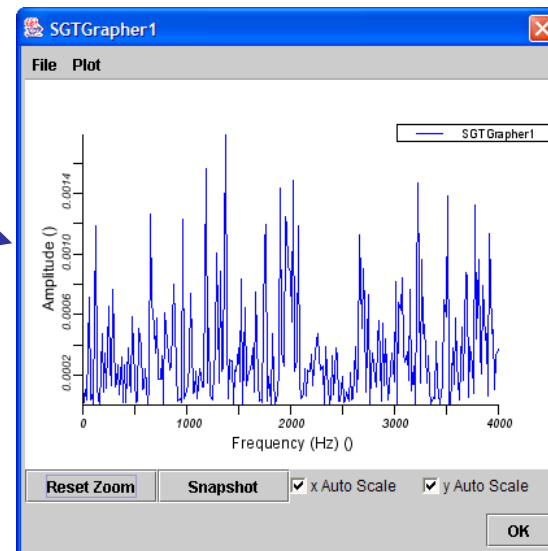 SGTGrapher1
File Plot
SGTGrapher1
Amplitude ()
0.0014
0.0010
0.0006
0.0002
0 1000 2000 3000 4000
Frequency (Hz) ()
Reset Zoom Snapshot x Auto Scale y Auto Scale
OK